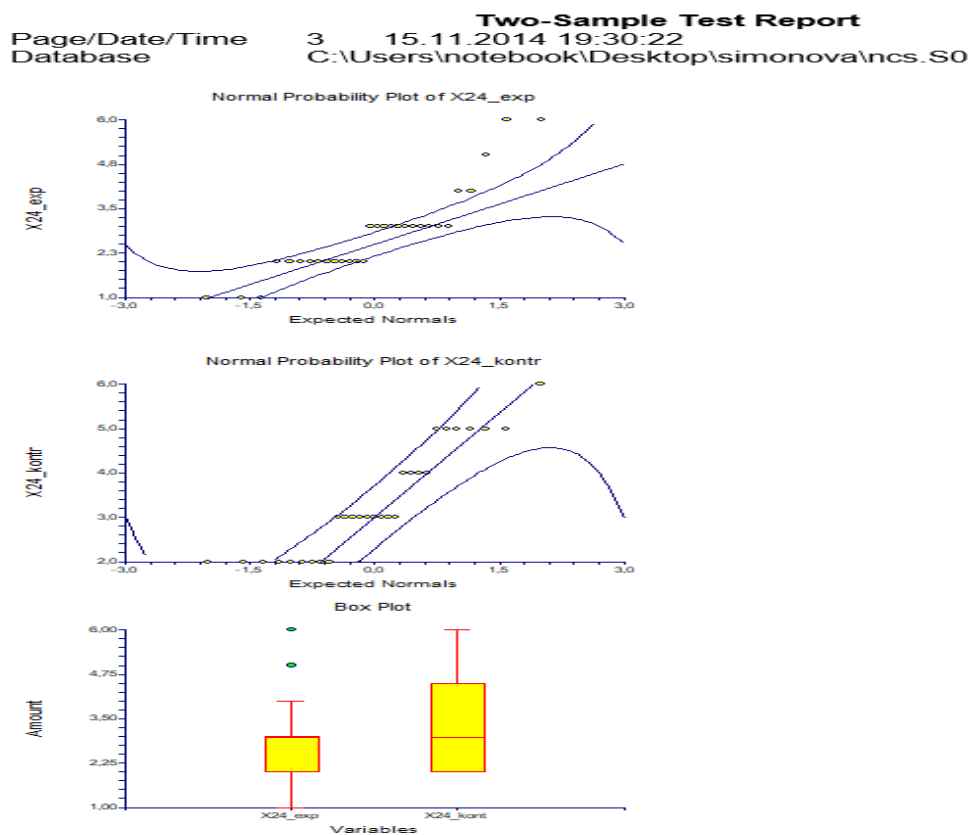 Two-Sample Test Report
Page/Date/Time 3 15.11.2014 19:30:22
Database C:\Users\notebook\Desktop\simonova\ncs.S0
Normal Probability Plot of X24_exp
6,0
4,8
3,5
2,3
1,0
X24_exp
-3,0 -1,5 0,0 1,5 3,0
Expected Normals
Normal Probability Plot of X24_kontr
6,0
5,0
4,0
3,0
2,0
X24_kontr
-3,0 -1,5 0,0 1,5 3,0
Expected Normals
Box Plot
6,00
4,75
3,50
2,25
1,00
Amount
X24_exp X24_kont
Variables